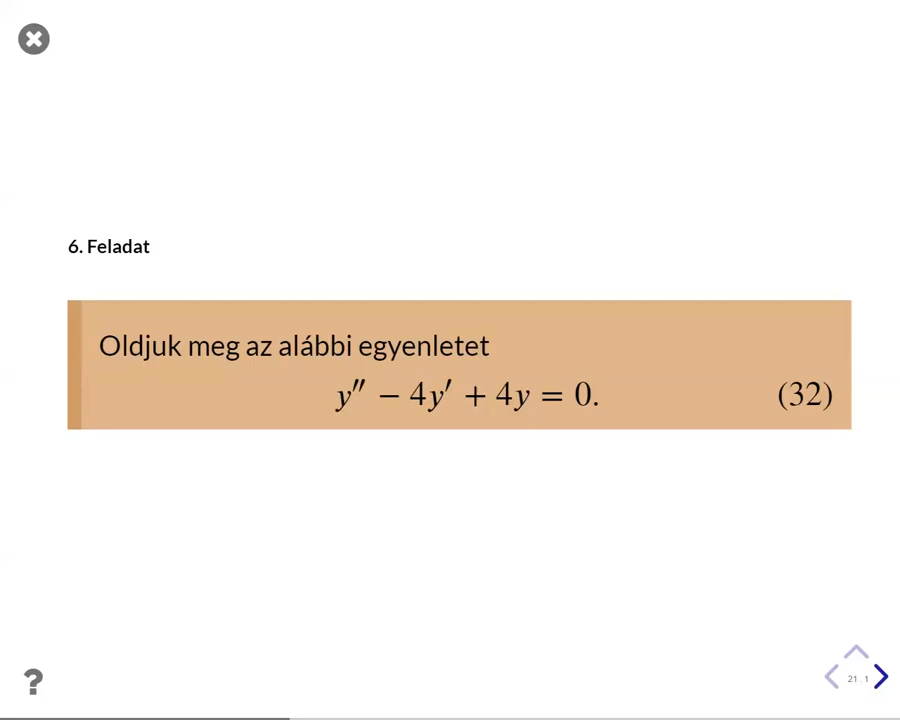 6. Feladat
Oldjuk meg az alábbi egyenletet
y″ − 4y′ + 4y = 0. (32)
?
21 . 1